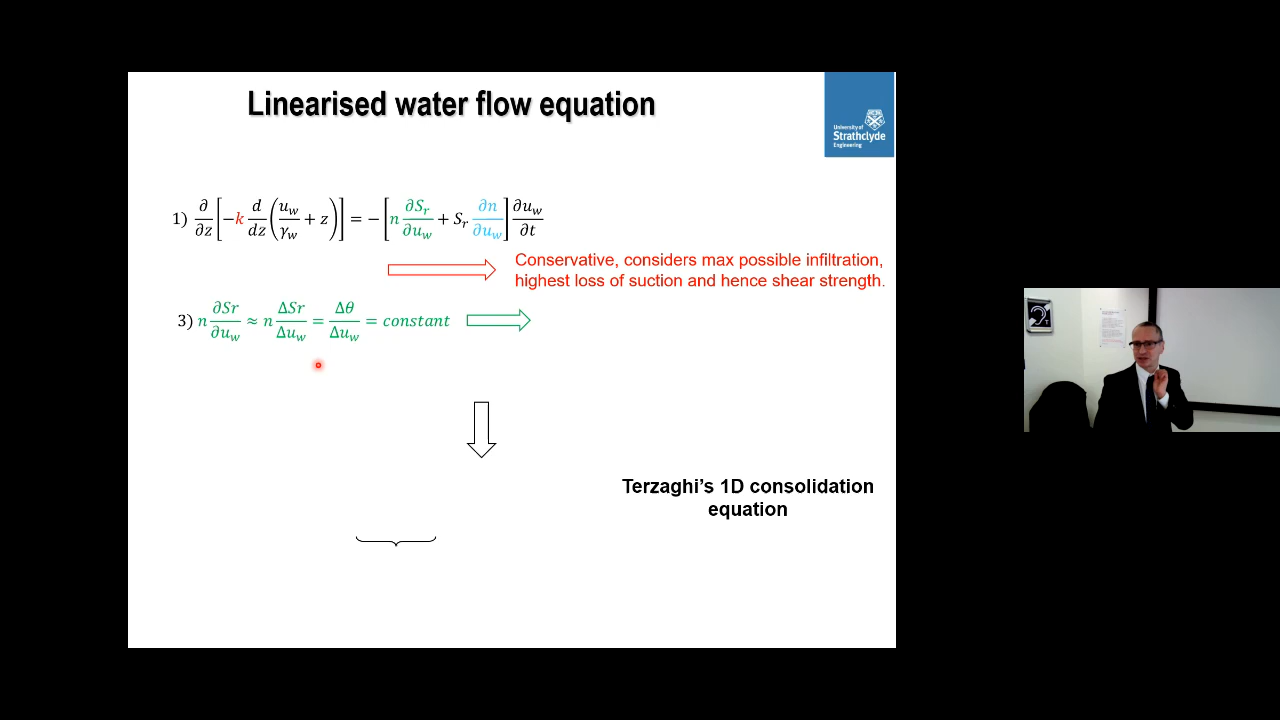 Linearised water flow equation
University of
Strathclyde
Engineering
1) ∂/∂z [−k d/dz (u_w/γ_w + z)] = −[n ∂S_r/∂u_w + S_r ∂n/∂u_w] ∂u_w/∂t
Conservative, considers max possible infiltration,
highest loss of suction and hence shear strength.
3) n ∂Sr/∂u_w ≈ n ΔSr/Δu_w = Δθ/Δu_w = constant
Terzaghi's 1D consolidation
equation
T